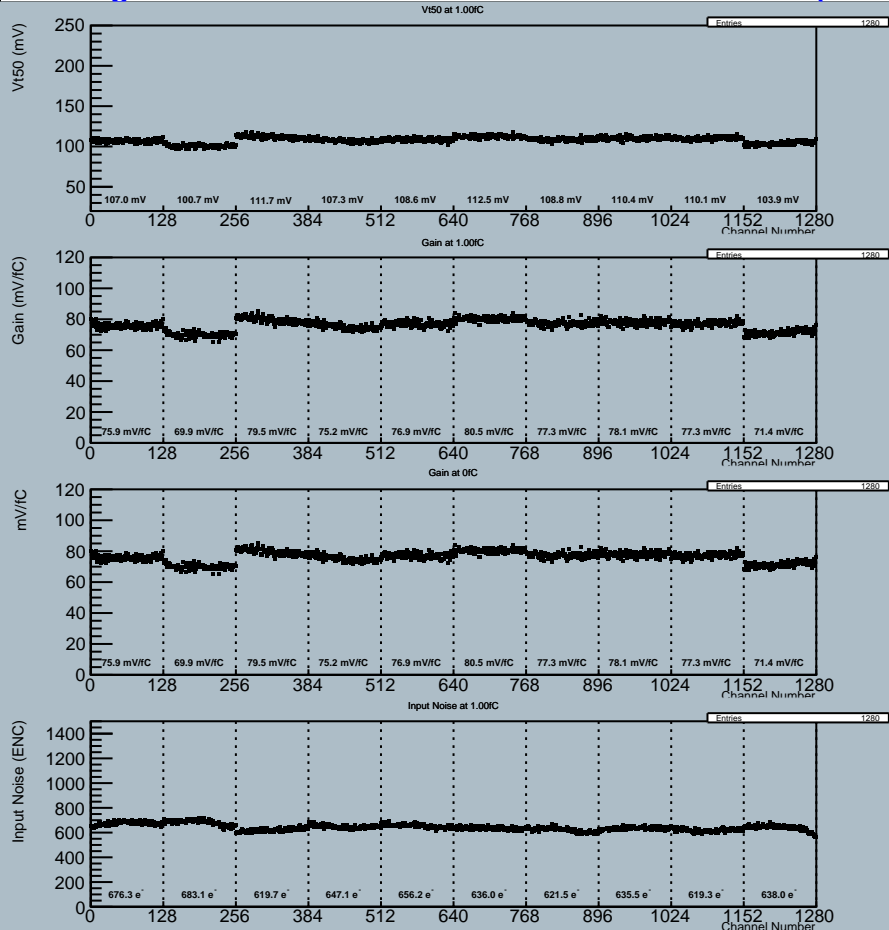 Vt50 at 1.00fC
Entries 1280
Vt50 (mV)
250
200
150
100
50
107.0 mV 100.7 mV 111.7 mV 107.3 mV 108.6 mV 112.5 mV 108.8 mV 110.4 mV 110.1 mV 103.9 mV
0 128 256 384 512 640 768 896 1024 1152 1280
Channel Number
Gain at 1.00fC
Entries 1280
Gain (mV/fC)
120
100
80
60
40
20
0
75.9 mV/fC 69.9 mV/fC 79.5 mV/fC 75.2 mV/fC 76.9 mV/fC 80.5 mV/fC 77.3 mV/fC 78.1 mV/fC 77.3 mV/fC 71.4 mV/fC
0 128 256 384 512 640 768 896 1024 1152 1280
Channel Number
Gain at 0fC
Entries 1280
mV/fC
120
100
80
60
40
20
0
75.9 mV/fC 69.9 mV/fC 79.5 mV/fC 75.2 mV/fC 76.9 mV/fC 80.5 mV/fC 77.3 mV/fC 78.1 mV/fC 77.3 mV/fC 71.4 mV/fC
0 128 256 384 512 640 768 896 1024 1152 1280
Channel Number
Input Noise at 1.00fC
Entries 1280
Input Noise (ENC)
1400
1200
1000
800
600
400
200
0
676.3 e⁻ 683.1 e⁻ 619.7 e⁻ 647.1 e⁻ 656.2 e⁻ 636.0 e⁻ 621.5 e⁻ 635.5 e⁻ 619.3 e⁻ 638.0 e⁻
0 128 256 384 512 640 768 896 1024 1152 1280
Channel Number